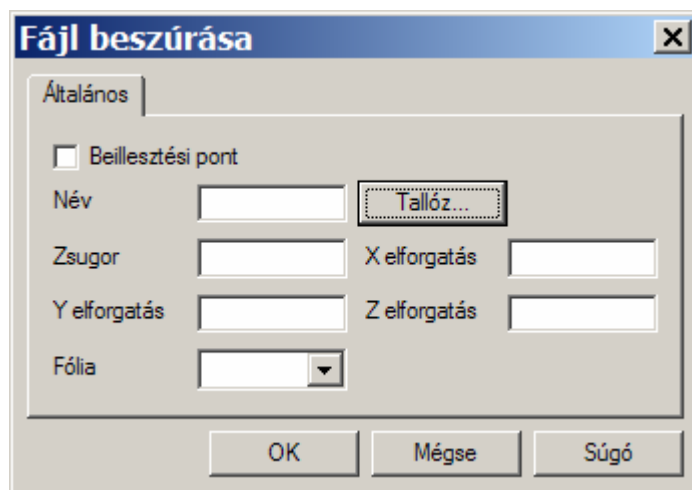 Fájl beszúrása
Általános
Beillesztési pont
Név Tallóz...
Zsugor X elforgatás
Y elforgatás Z elforgatás
Fólia
OK Mégse Súgó